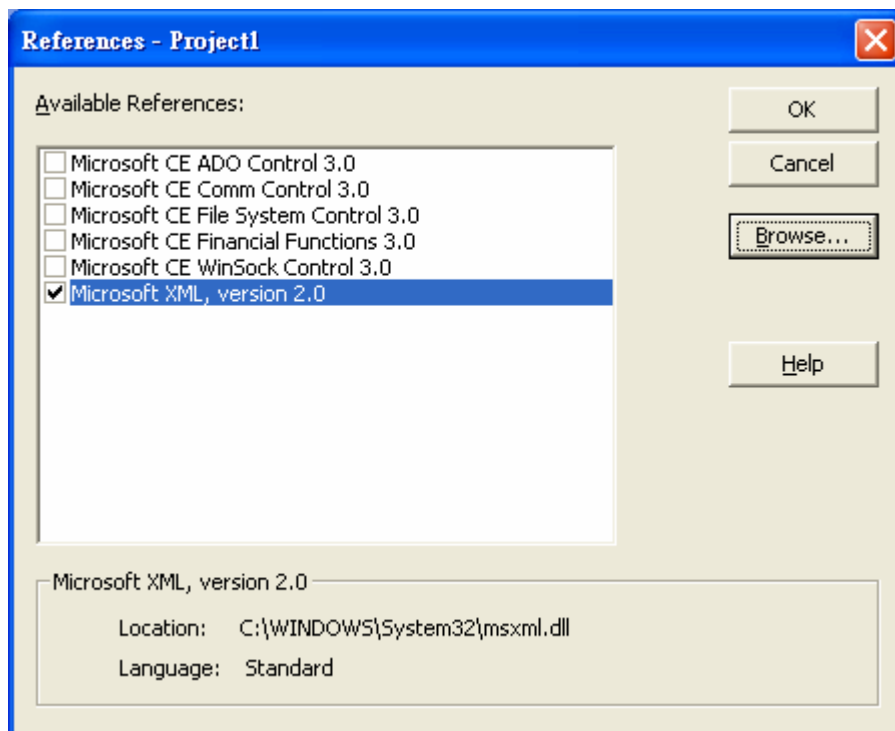 References - Project1
Available References:
OK
Cancel
Browse...
Help
Microsoft CE ADO Control 3.0
Microsoft CE Comm Control 3.0
Microsoft CE File System Control 3.0
Microsoft CE Financial Functions 3.0
Microsoft CE WinSock Control 3.0
Microsoft XML, version 2.0
Microsoft XML, version 2.0
Location: C:\WINDOWS\System32\msxml.dll
Language: Standard